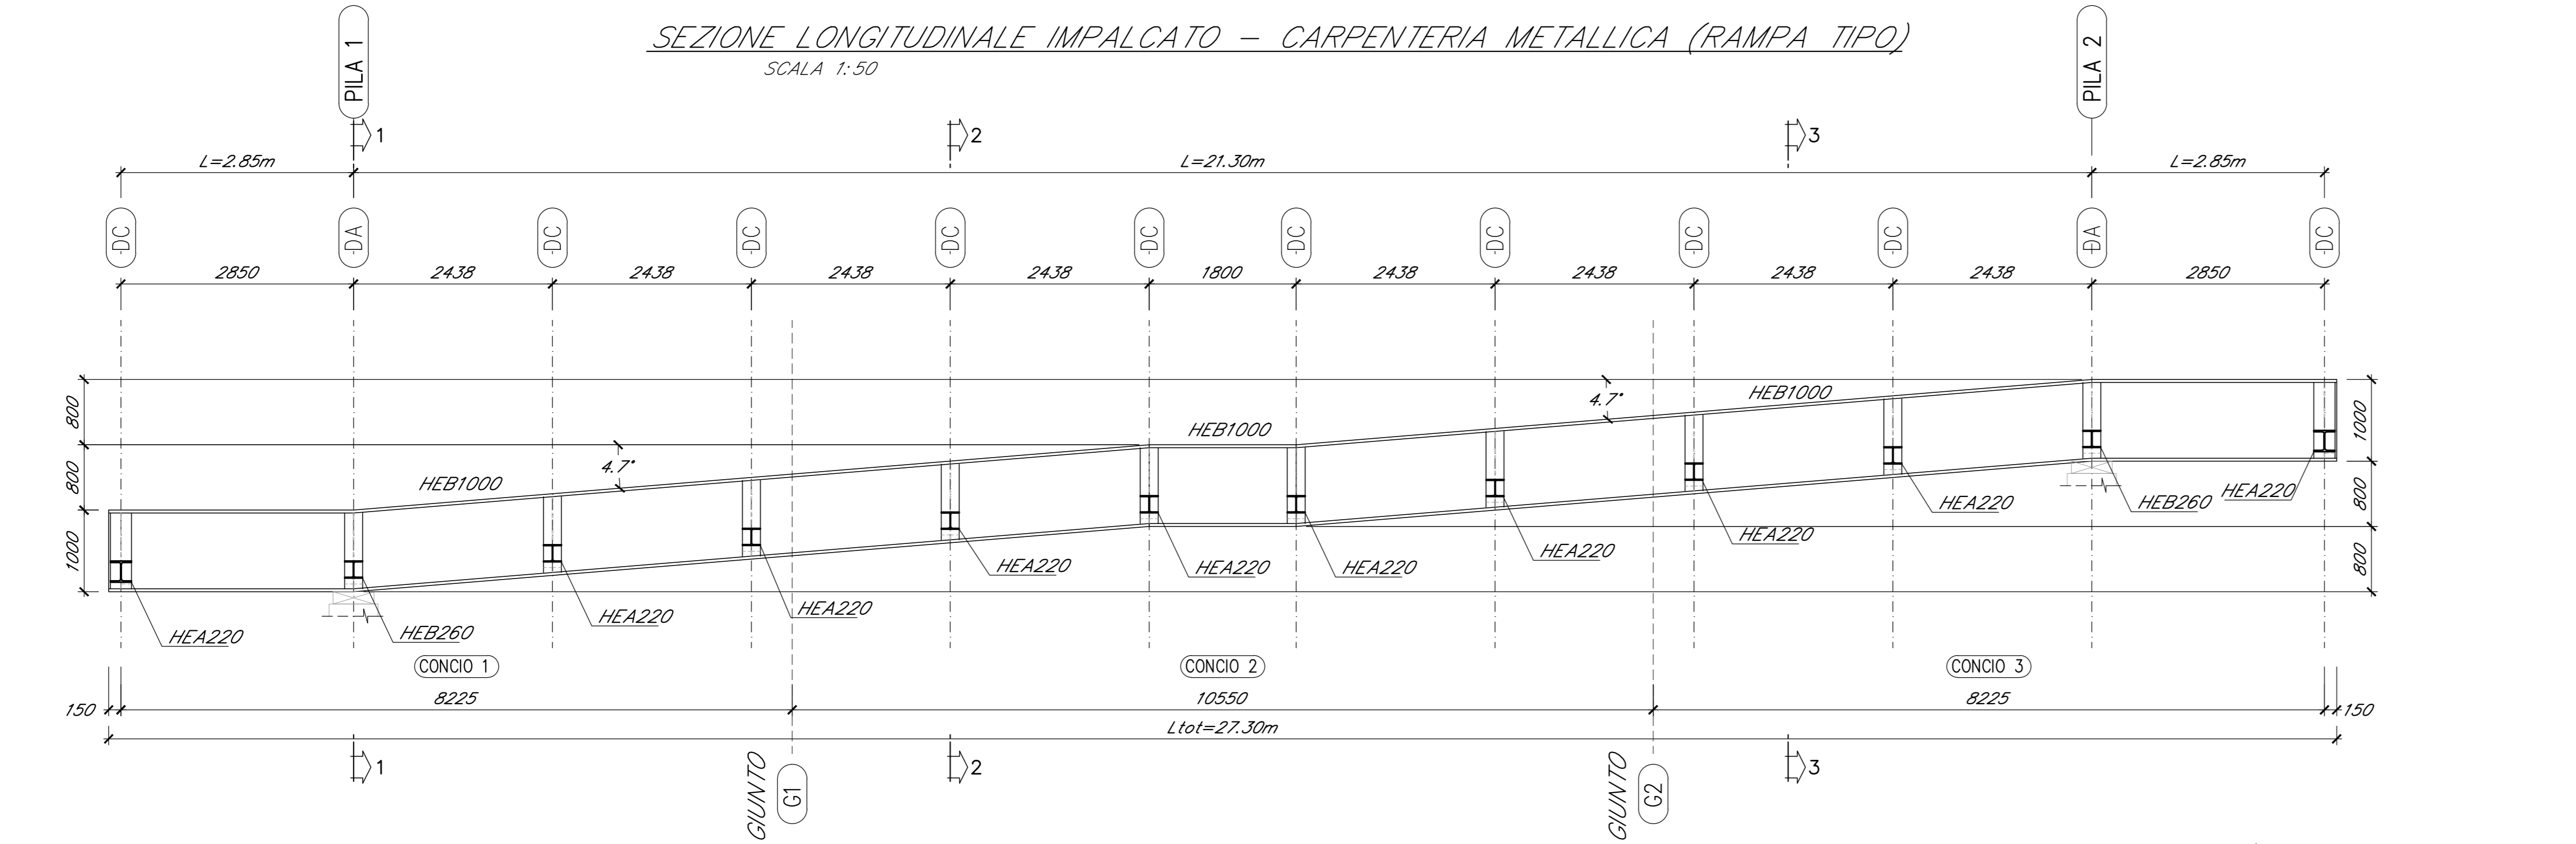 SEZIONE LONGITUDINALE IMPALCATO – CARPENTERIA METALLICA (RAMPA TIPO)
SCALA 1:50
PILA 1
PILA 2
1 2 3
L=2.85m L=21.30m L=2.85m
DC DA DC DC DC DC DC DC DC DC DA DC
2850 2438 2438 2438 2438 1800 2438 2438 2438 2438 2850
800
800
1000
4.7°
4.7°
HEB1000
HEB1000
HEB1000
1000
800
800
HEA220
HEB260
HEA220
HEA220
HEA220
HEA220
HEA220
HEA220
HEA220
HEA220
HEB260
HEA220
CONCIO 1 CONCIO 2 CONCIO 3
150 8225 10550 8225 150
Ltot=27.30m
1 2 3
GIUNTO G1
GIUNTO G2